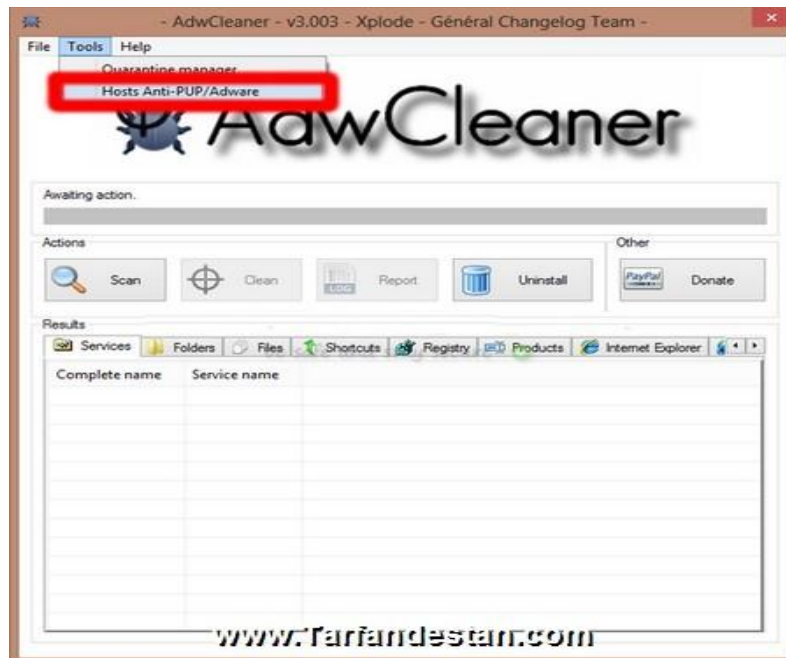 - AdwCleaner - v3.003 - Xplode - Général Changelog Team -
File Tools Help
Quarantine manager
Hosts Anti-PUP/Adware
AdwCleaner
Awaiting action.
Actions
Other
Scan Clean Report Uninstall Donate
LOG
PayPal
Results
Services Folders Files Shortcuts Registry Products Internet Explorer
Complete name Service name
www.Tarfandestan.com